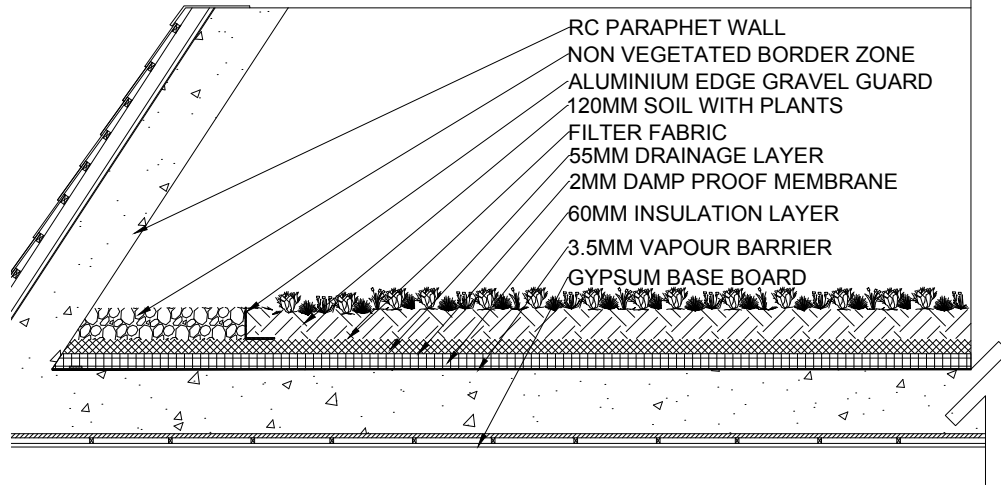 RC PARAPHET WALL
NON VEGETATED BORDER ZONE
ALUMINIUM EDGE GRAVEL GUARD
120MM SOIL WITH PLANTS
FILTER FABRIC
55MM DRAINAGE LAYER
2MM DAMP PROOF MEMBRANE
60MM INSULATION LAYER
3.5MM VAPOUR BARRIER
GYPSUM BASE BOARD